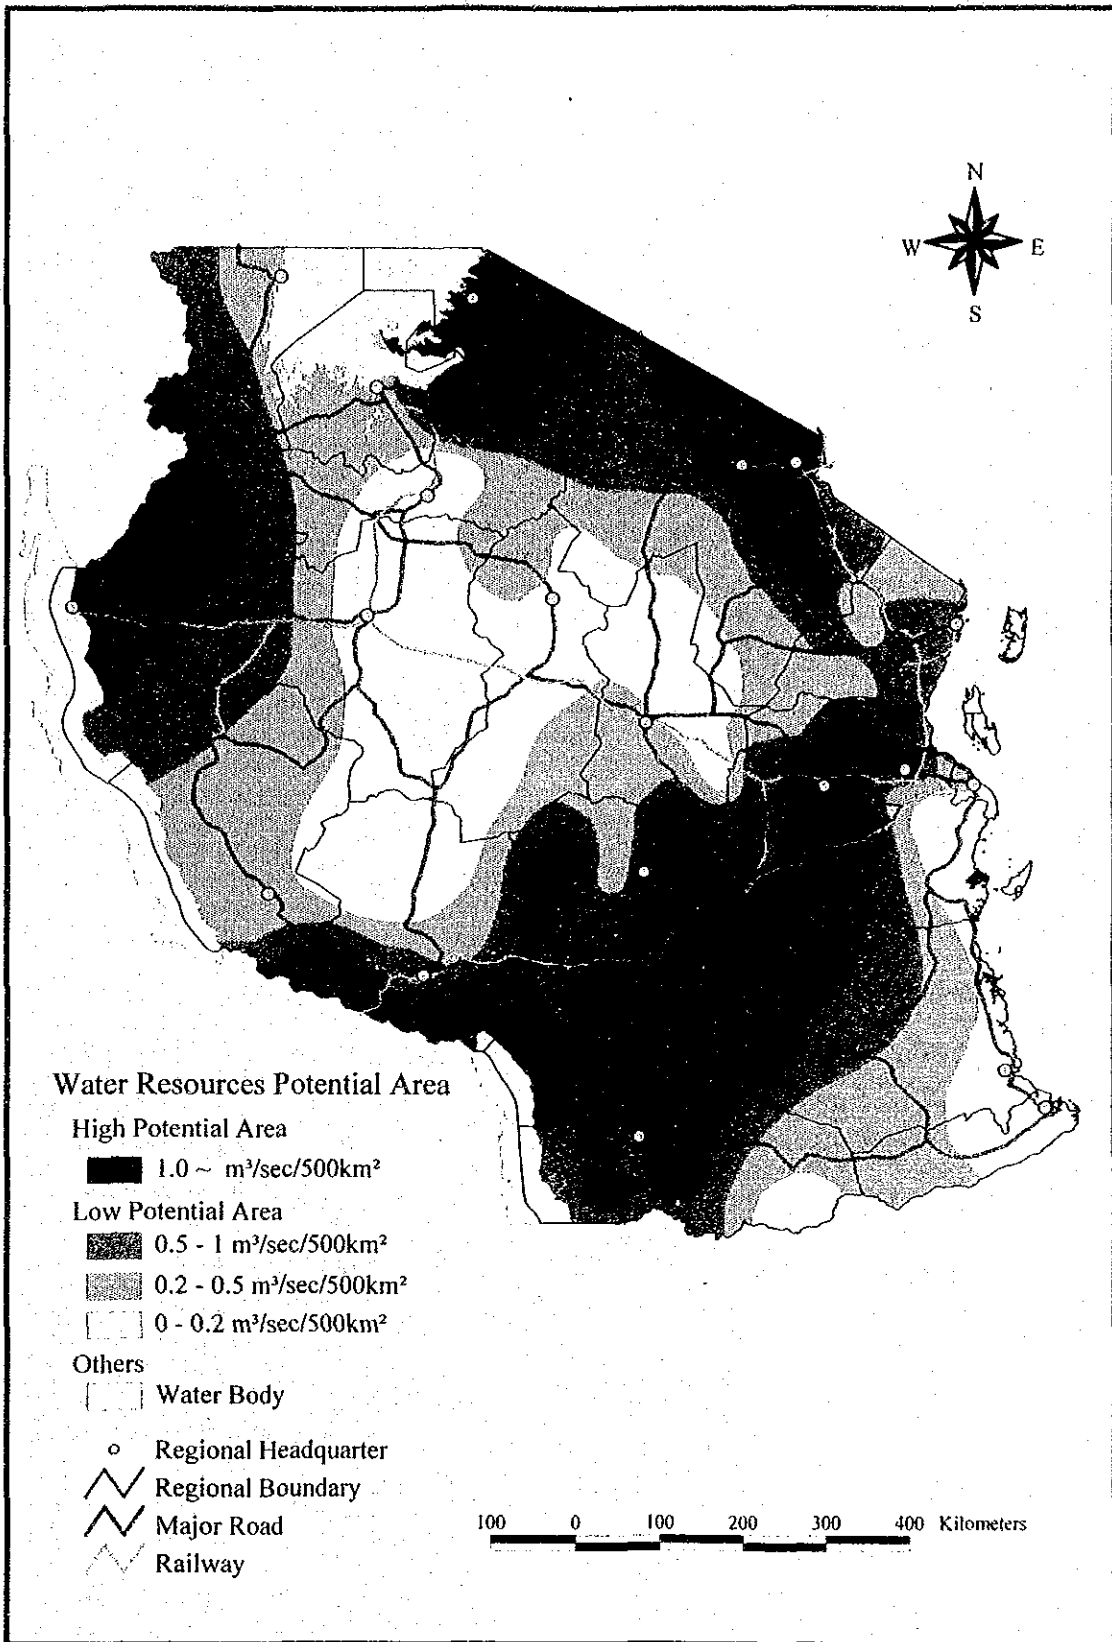 N
W E
S
Water Resources Potential Area
High Potential Area
1.0 ~ m³/sec/500km²
Low Potential Area
0.5 - 1 m³/sec/500km²
0.2 - 0.5 m³/sec/500km²
0 - 0.2 m³/sec/500km²
Others
Water Body
Regional Headquarter
Regional Boundary
Major Road
Railway
100 0 100 200 300 400 Kilometers